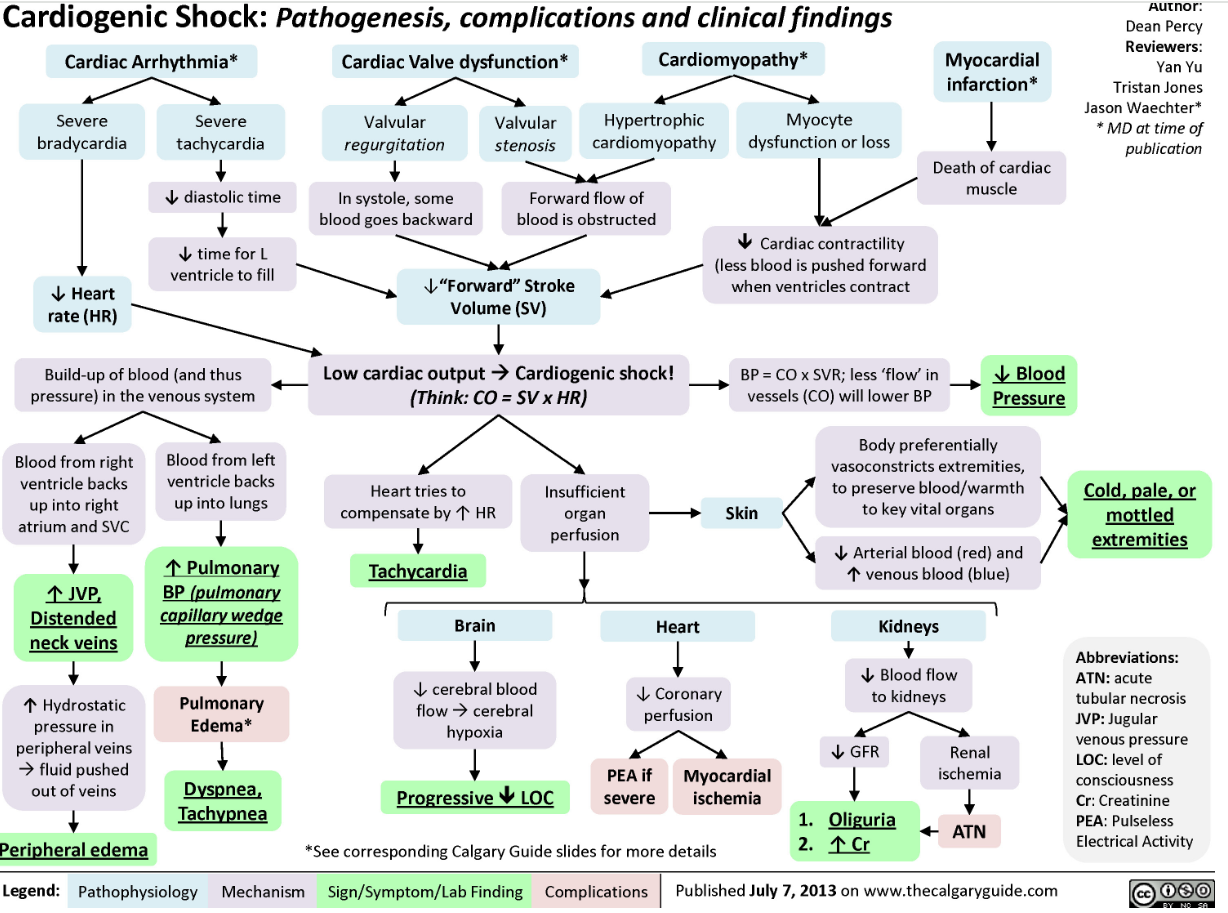 Cardiogenic Shock: Pathogenesis, complications and clinical findings
Author:
Dean Percy
Reviewers:
Yan Yu
Tristan Jones
Jason Waechter*
* MD at time of
publication
Cardiac Arrhythmia*
Cardiac Valve dysfunction*
Cardiomyopathy*
Myocardial
infarction*
Severe
bradycardia
Severe
tachycardia
Valvular
regurgitation
Valvular
stenosis
Hypertrophic
cardiomyopathy
Myocyte
dysfunction or loss
Death of cardiac
muscle
↓ diastolic time
In systole, some
blood goes backward
Forward flow of
blood is obstructed
↓ time for L
ventricle to fill
↓ Cardiac contractility
(less blood is pushed forward
when ventricles contract
↓ Heart
rate (HR)
↓“Forward” Stroke
Volume (SV)
Build-up of blood (and thus
pressure) in the venous system
Low cardiac output → Cardiogenic shock!
(Think: CO = SV x HR)
BP = CO x SVR; less ‘flow’ in
vessels (CO) will lower BP
↓ Blood
Pressure
Blood from right
ventricle backs
up into right
atrium and SVC
Blood from left
ventricle backs
up into lungs
Heart tries to
compensate by ↑ HR
Insufficient
organ
perfusion
Skin
Body preferentially
vasoconstricts extremities,
to preserve blood/warmth
to key vital organs
↓ Arterial blood (red) and
↑ venous blood (blue)
Cold, pale, or
mottled
extremities
↑ JVP,
Distended
neck veins
↑ Pulmonary
BP (pulmonary
capillary wedge
pressure)
Tachycardia
Brain
Heart
Kidneys
↑ Hydrostatic
pressure in
peripheral veins
→ fluid pushed
out of veins
Pulmonary
Edema*
↓ cerebral blood
flow → cerebral
hypoxia
↓ Coronary
perfusion
↓ Blood flow
to kidneys
↓ GFR
Renal
ischemia
Dyspnea,
Tachypnea
Progressive ↓ LOC
PEA if
severe
Myocardial
ischemia
1. Oliguria
2. ↑ Cr
ATN
Peripheral edema
*See corresponding Calgary Guide slides for more details
Abbreviations:
ATN: acute
tubular necrosis
JVP: Jugular
venous pressure
LOC: level of
consciousness
Cr: Creatinine
PEA: Pulseless
Electrical Activity
Legend: Pathophysiology Mechanism Sign/Symptom/Lab Finding Complications
Published July 7, 2013 on www.thecalgaryguide.com
cc
BY NC SA